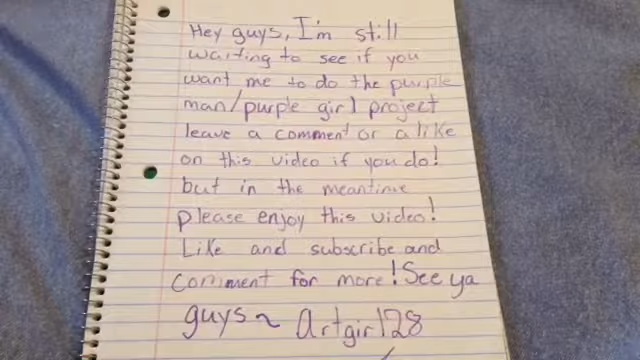 Hey guys, I'm still
waiting to see if you
want me to do the purple
man/purple girl project
leave a comment or a like
on this video if you do!
but in the meantime
please enjoy this video!
Like and subscribe and
comment for more! See ya
guys ~ Artgirl28